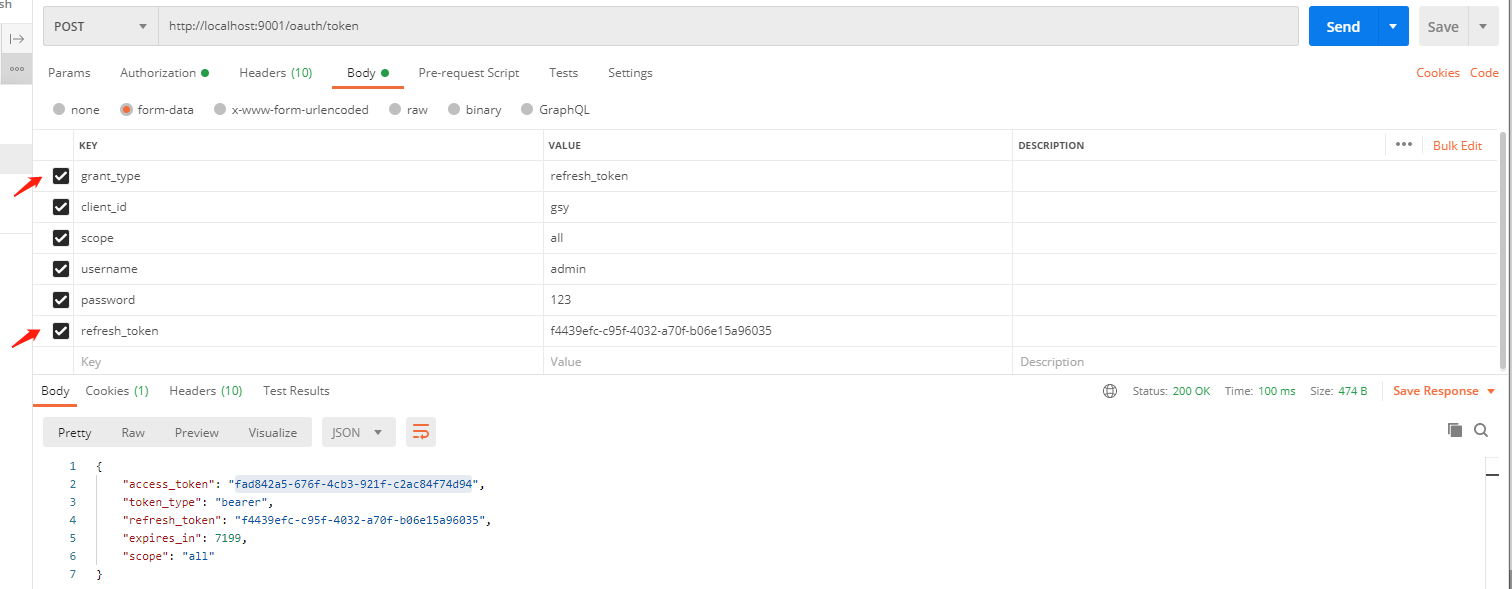 sh
POST http://localhost:9001/oauth/token Send Save
Params Authorization Headers (10) Body Pre-request Script Tests Settings Cookies Code
none form-data x-www-form-urlencoded raw binary GraphQL
KEY VALUE DESCRIPTION ••• Bulk Edit
grant_type refresh_token
client_id gsy
scope all
username admin
password 123
refresh_token f4439efc-c95f-4032-a70f-b06e15a96035
Key Value Description
Body Cookies (1) Headers (10) Test Results Status: 200 OK Time: 100 ms Size: 474 B Save Response
Pretty Raw Preview Visualize JSON
1 {
2 "access_token": "fad842a5-676f-4cb3-921f-c2ac84f74d94",
3 "token_type": "bearer",
4 "refresh_token": "f4439efc-c95f-4032-a70f-b06e15a96035",
5 "expires_in": 7199,
6 "scope": "all"
7 }